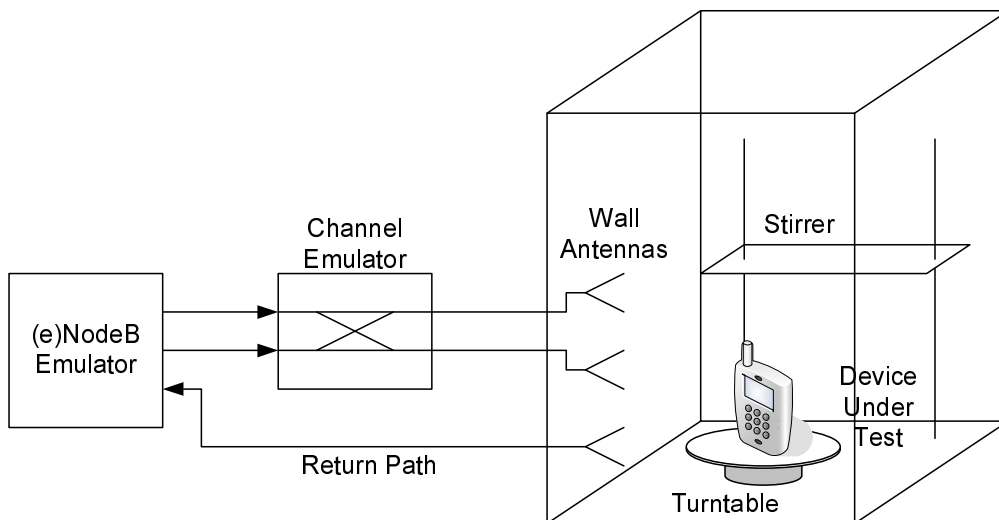 Channel
Emulator
Wall
Antennas
Stirrer
(e)NodeB
Emulator
Device
Under
Test
Return Path
Turntable